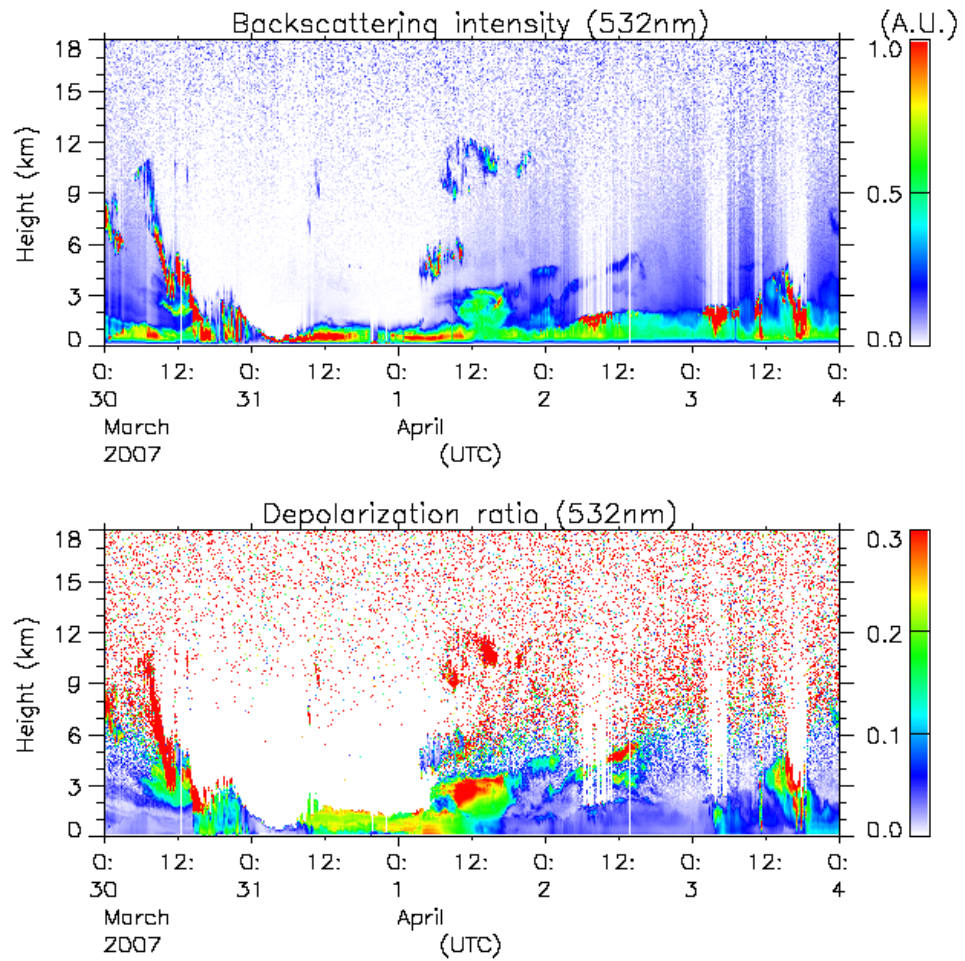 Backscattering intensity (532nm) (A.U.)
18
15
12
9
6
3
0
Height (km)
1.0
0.5
0.0
0: 12: 0: 12: 0: 12: 0: 12: 0: 12: 0:
30 31 1 2 3 4
March April
2007 (UTC)
Depolarization ratio (532nm)
18
15
12
9
6
3
0
Height (km)
0.3
0.2
0.1
0.0
0: 12: 0: 12: 0: 12: 0: 12: 0: 12: 0:
30 31 1 2 3 4
March April
2007 (UTC)